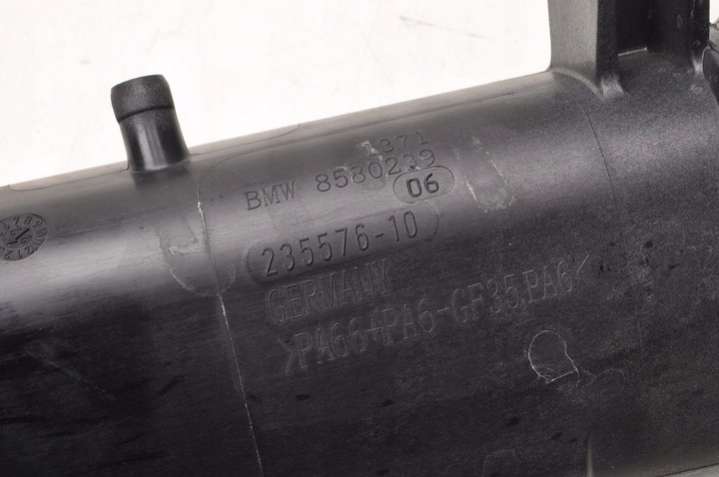 1371
BMW 8580239
06
235576-10
GERMANY
>PA66+PA6-GF35,PA6<